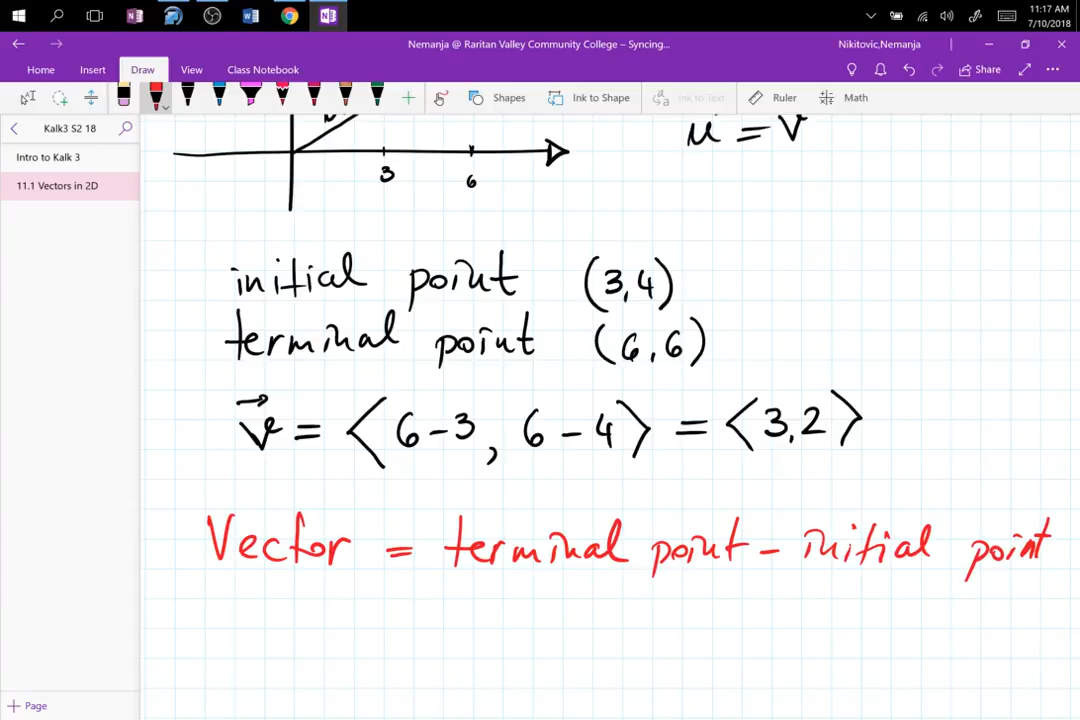 11:17 AM
7/10/2018
Nemanja @ Raritan Valley Community College – Syncing...
Nikitovic,Nemanja
Home Insert Draw View Class Notebook Share
Shapes Ink to Shape Ink to Text Ruler Math
Kalk3 S2 18
Intro to Kalk 3
11.1 Vectors in 2D
u = v
3 6
initial point (3,4)
terminal point (6,6)
v⃗ = ⟨6-3, 6-4⟩ = ⟨3,2⟩
Vector = terminal point - initial point
+ Page